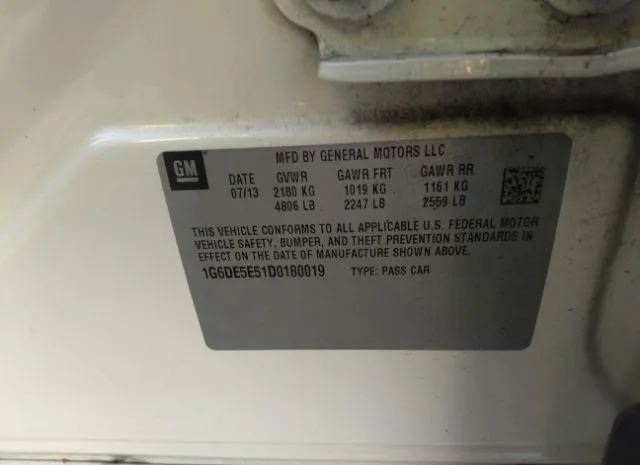 GM
MFD BY GENERAL MOTORS LLC
DATE GVWR GAWR FRT GAWR RR
07/13 2180 KG 1019 KG 1161 KG
4806 LB 2247 LB 2559 LB
THIS VEHICLE CONFORMS TO ALL APPLICABLE U.S. FEDERAL MOTOR
VEHICLE SAFETY, BUMPER, AND THEFT PREVENTION STANDARDS IN
EFFECT ON THE DATE OF MANUFACTURE SHOWN ABOVE.
1G6DE5E51D0180019 TYPE: PASS CAR